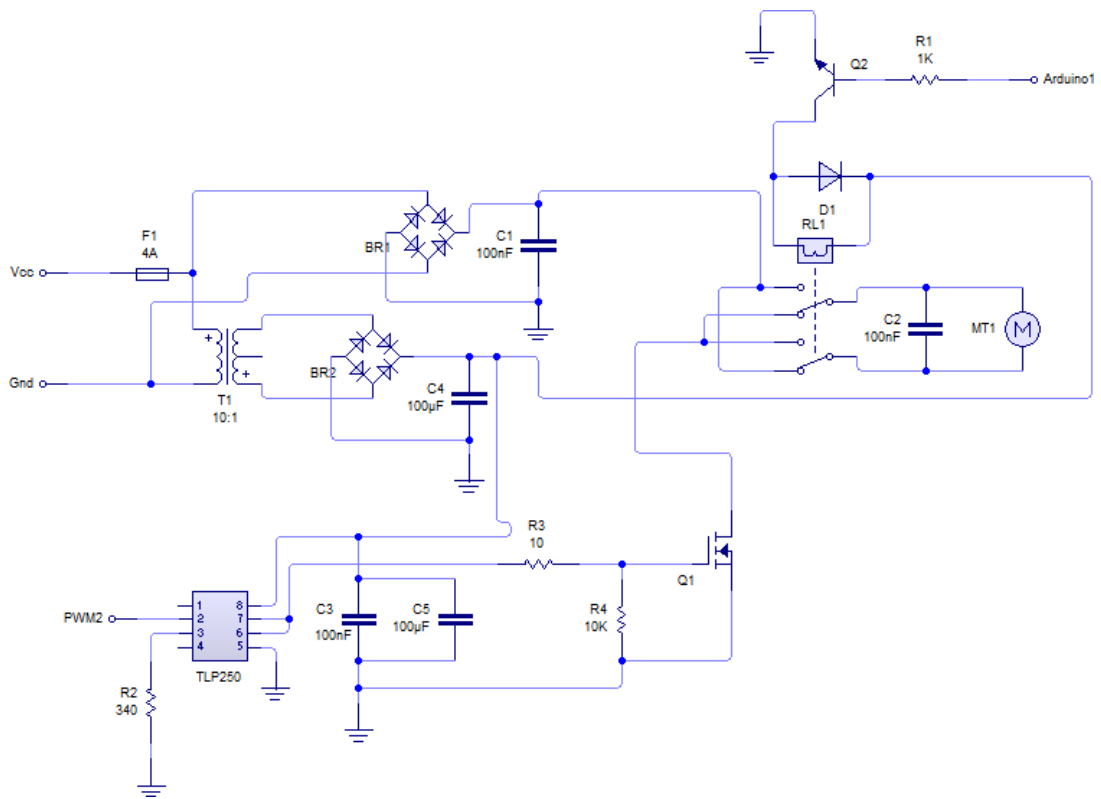 R1
1K
Q2
Arduino1
D1
RL1
F1
4A
BR1
C1
100nF
Vcc
C2
100nF
MT1
M
+
BR2
C4
100µF
Gnd
+
T1
10:1
R3
10
Q1
PWM2
1 8
2 7
3 6
4 5
TLP250
C3
100nF
C5
100µF
R4
10K
R2
340